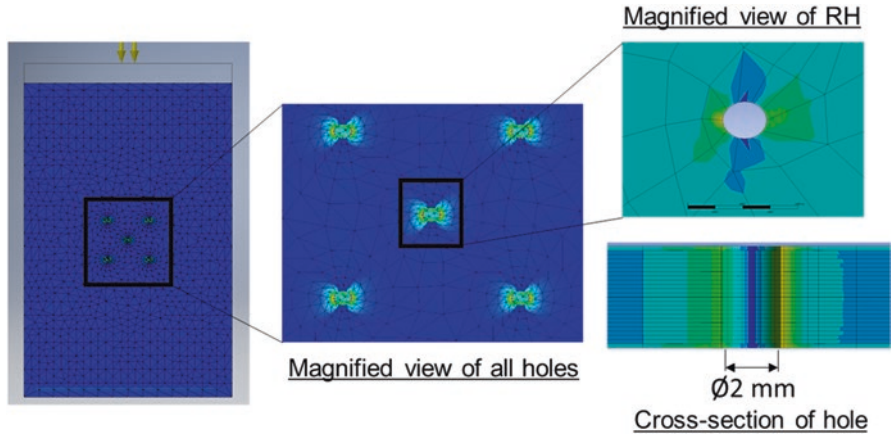 Magnified view of RH
Magnified view of all holes
Ø2 mm
Cross-section of hole